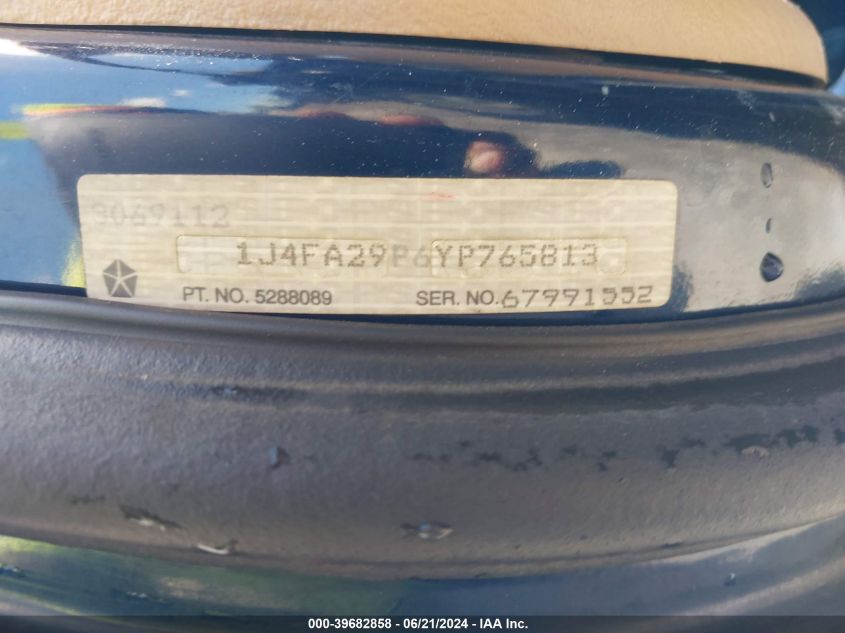 3069112
1J4FA29P6YP765813
PT. NO. 5288089 SER. NO. 67991552
000-39682858 - 06/21/2024 - IAA Inc.